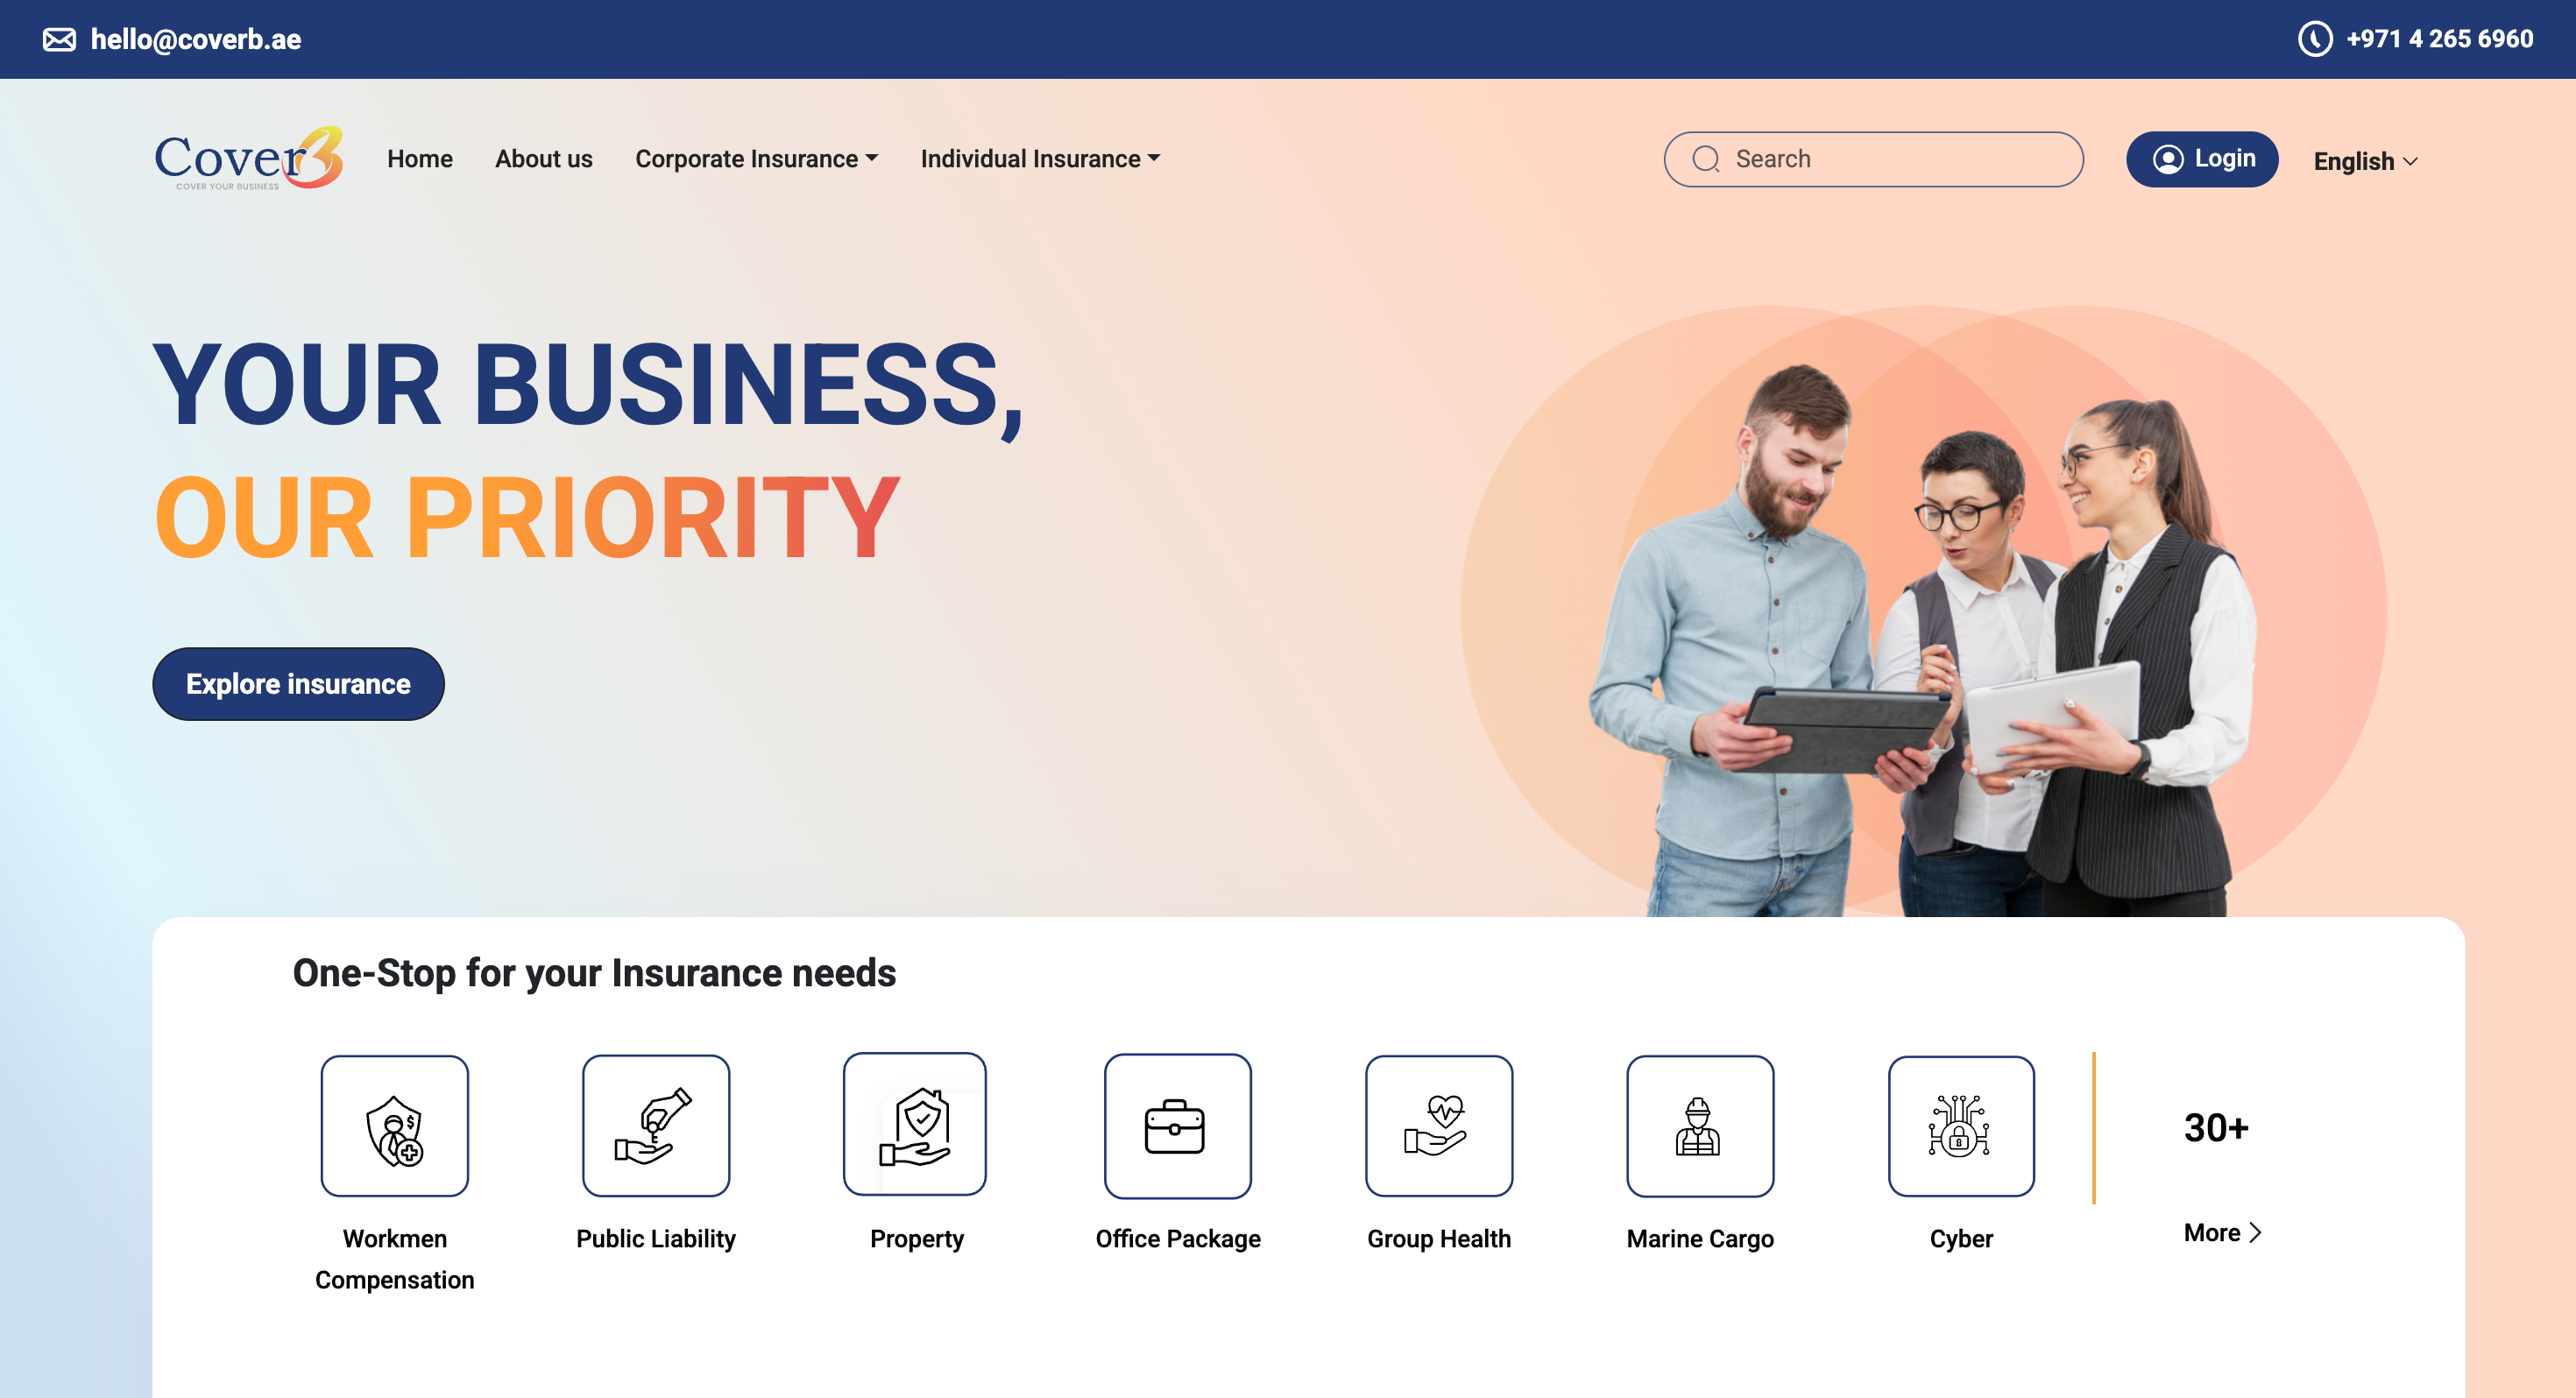 hello@coverb.ae
+971 4 265 6960
CoverB
COVER YOUR BUSINESS
Home
About us
Corporate Insurance
Individual Insurance
Search
Login
English
YOUR BUSINESS,
OUR PRIORITY
Explore insurance
One-Stop for your Insurance needs
Workmen
Compensation
Public Liability
Property
Office Package
Group Health
Marine Cargo
Cyber
30+
More